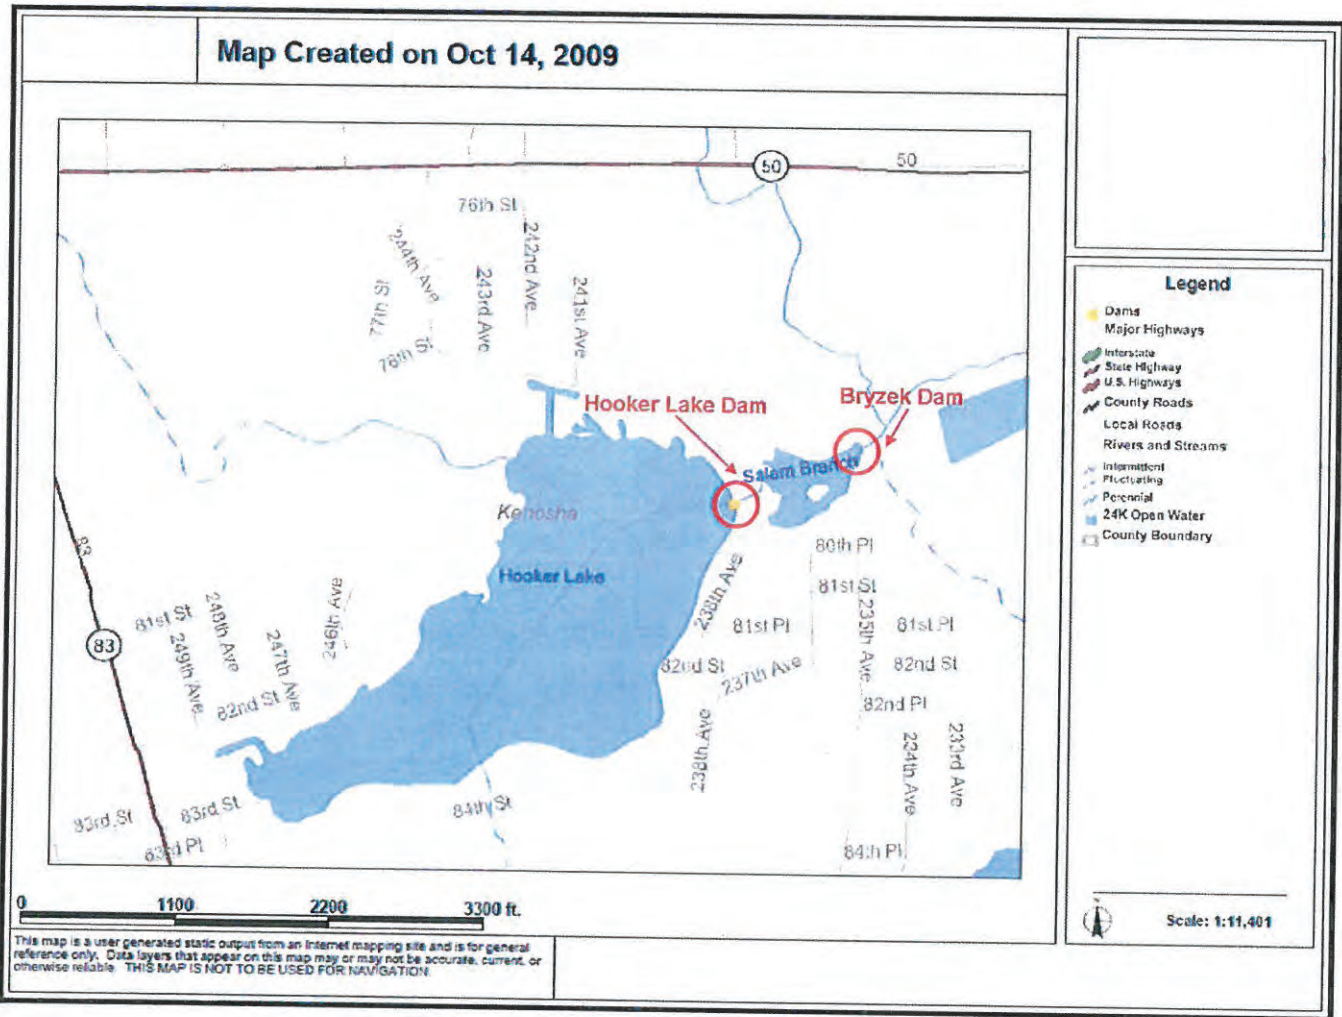 Map Created on Oct 14, 2009
50
50
76th St
244th Ave
242nd Ave
77th St
243rd Ave
241st Ave
76th St
Hooker Lake Dam
Bryzek Dam
Salem Branch
Kenosha
Hooker Lake
83
83
81st St
249th Ave
248th Ave
247th Ave
246th Ave
82nd St
238th Ave
80th Pl
81st St
81st Pl
235th Ave
81st Pl
82nd St
237th Ave
82nd St
82nd Pl
238th Ave
234th Ave
233rd Ave
83rd St
83rd St
83rd Pl
84th St
84th Pl
Legend
Dams
Major Highways
Interstate
State Highway
U.S. Highways
County Roads
Local Roads
Rivers and Streams
Intermittent
Fluctuating
Perennial
24K Open Water
County Boundary
Scale: 1:11,401
0 1100 2200 3300 ft.
This map is a user generated static output from an Internet mapping site and is for general
reference only. Data layers that appear on this map may or may not be accurate, current, or
otherwise reliable. THIS MAP IS NOT TO BE USED FOR NAVIGATION.